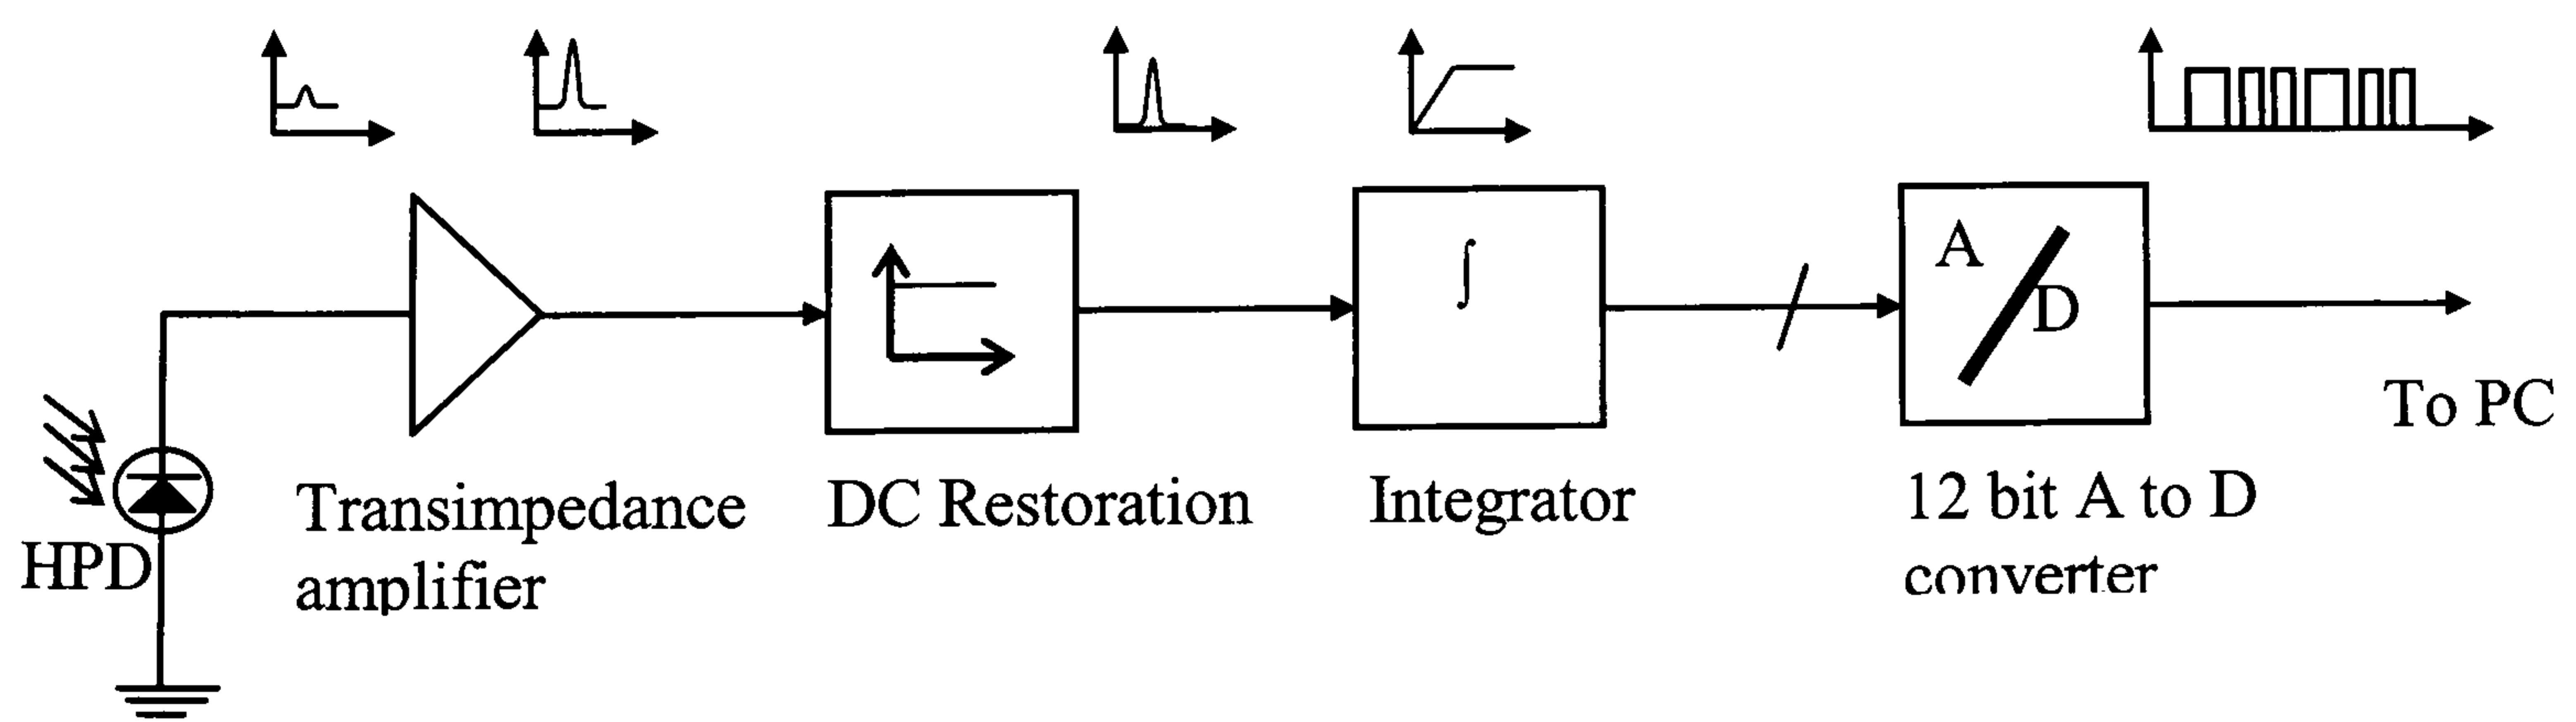 A
D
To PC
HPD
Transimpedance
amplifier
DC Restoration
∫
Integrator
12 bit A to D
converter